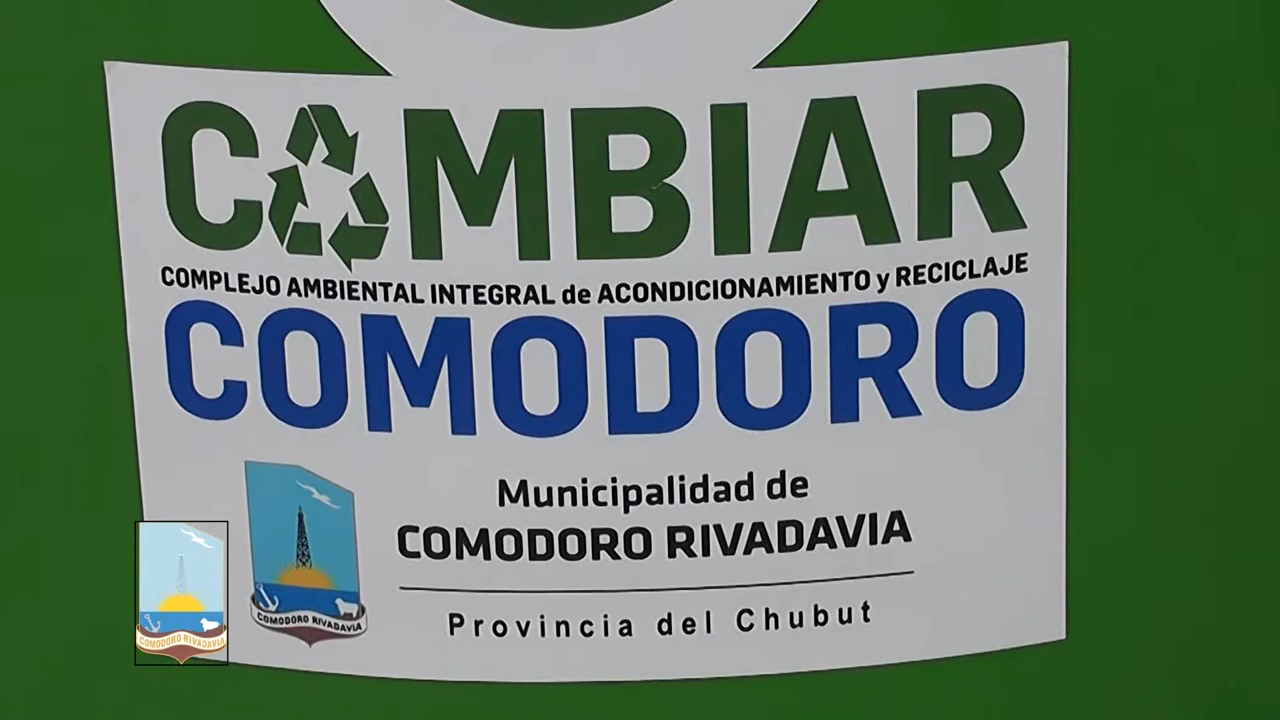 CAMBIAR
COMPLEJO AMBIENTAL INTEGRAL de ACONDICIONAMIENTO y RECICLAJE
COMODORO
Municipalidad de
COMODORO RIVADAVIA
Provincia del Chubut
COMODORO RIVADAVIA
COMODORO RIVADAVIA